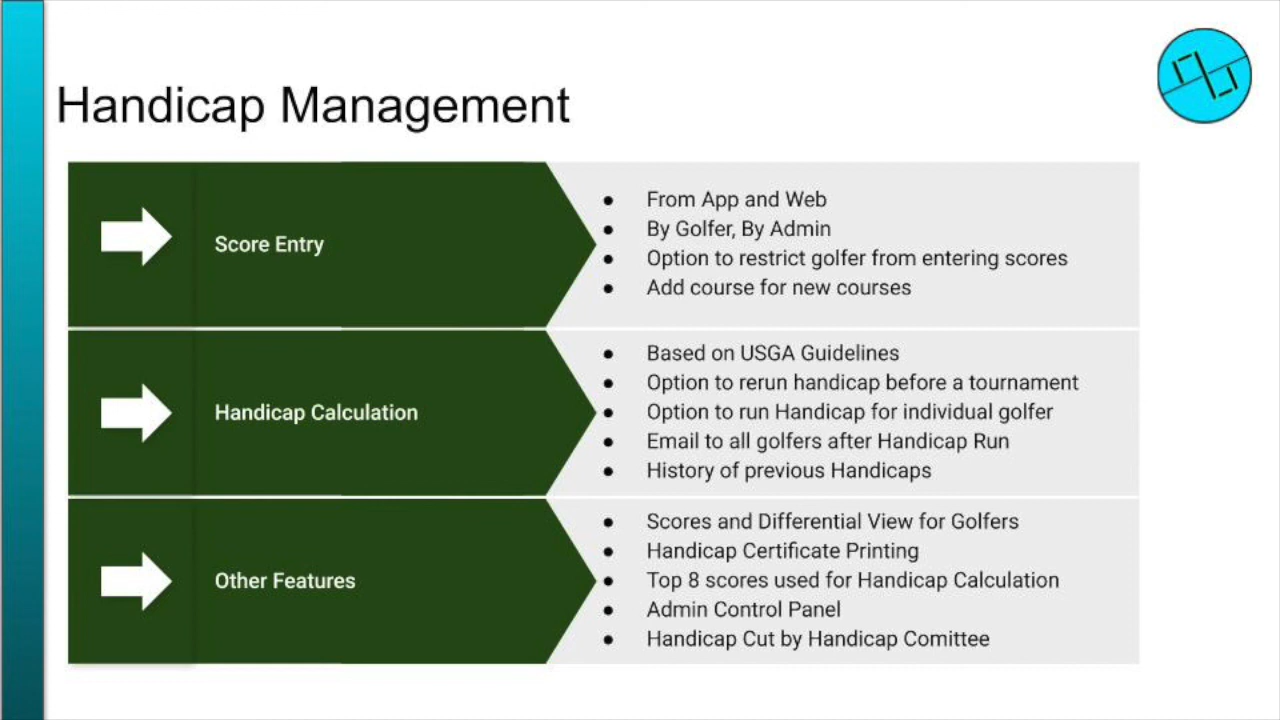 Handicap Management
Score Entry
● From App and Web
● By Golfer, By Admin
● Option to restrict golfer from entering scores
● Add course for new courses
Handicap Calculation
● Based on USGA Guidelines
● Option to rerun handicap before a tournament
● Option to run Handicap for individual golfer
● Email to all golfers after Handicap Run
● History of previous Handicaps
Other Features
● Scores and Differential View for Golfers
● Handicap Certificate Printing
● Top 8 scores used for Handicap Calculation
● Admin Control Panel
● Handicap Cut by Handicap Comittee